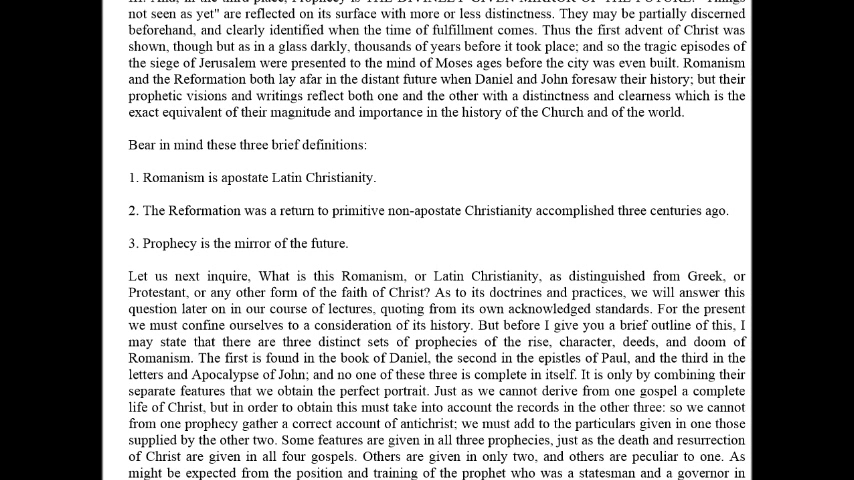 not seen as yet" are reflected on its surface with more or less distinctness. They may be partially discerned
beforehand, and clearly identified when the time of fulfillment comes. Thus the first advent of Christ was
shown, though but as in a glass darkly, thousands of years before it took place; and so the tragic episodes of
the siege of Jerusalem were presented to the mind of Moses ages before the city was even built. Romanism
and the Reformation both lay afar in the distant future when Daniel and John foresaw their history; but their
prophetic visions and writings reflect both one and the other with a distinctness and clearness which is the
exact equivalent of their magnitude and importance in the history of the Church and of the world.
Bear in mind these three brief definitions:
1. Romanism is apostate Latin Christianity.
2. The Reformation was a return to primitive non-apostate Christianity accomplished three centuries ago.
3. Prophecy is the mirror of the future.
Let us next inquire, What is this Romanism, or Latin Christianity, as distinguished from Greek, or
Protestant, or any other form of the faith of Christ? As to its doctrines and practices, we will answer this
question later on in our course of lectures, quoting from its own acknowledged standards. For the present
we must confine ourselves to a consideration of its history. But before I give you a brief outline of this, I
may state that there are three distinct sets of prophecies of the rise, character, deeds, and doom of
Romanism. The first is found in the book of Daniel, the second in the epistles of Paul, and the third in the
letters and Apocalypse of John; and no one of these three is complete in itself. It is only by combining their
separate features that we obtain the perfect portrait. Just as we cannot derive from one gospel a complete
life of Christ, but in order to obtain this must take into account the records in the other three: so we cannot
from one prophecy gather a correct account of antichrist; we must add to the particulars given in one those
supplied by the other two. Some features are given in all three prophecies, just as the death and resurrection
of Christ are given in all four gospels. Others are given in only two, and others are peculiar to one. As
might be expected from the position and training of the prophet who was a statesman and a governor in